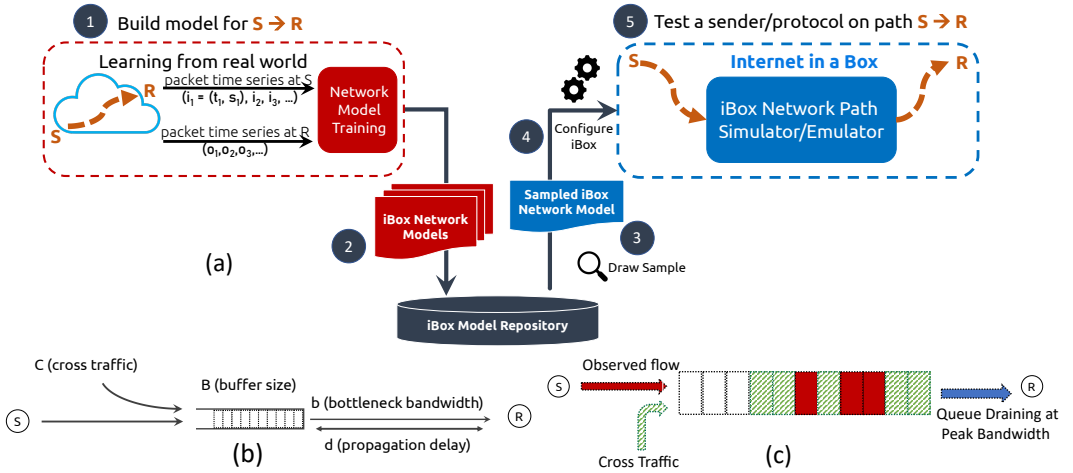 1
Build model for S → R
Learning from real world
packet time series at S
(i1 = (t1, s1), i2, i3, ...)
R
S
packet time series at R
(o1,o2,o3,...)
Network
Model
Training
2
iBox Network
Models
(a)
iBox Model Repository
3
Draw Sample
Sampled iBox
Network Model
4
Configure
iBox
5
Test a sender/protocol on path S → R
Internet in a Box
S
R
iBox Network Path
Simulator/Emulator
C (cross traffic)
B (buffer size)
S
b (bottleneck bandwidth)
R
d (propagation delay)
(b)
Observed flow
S
R
Cross Traffic
Queue Draining at
Peak Bandwidth
(c)